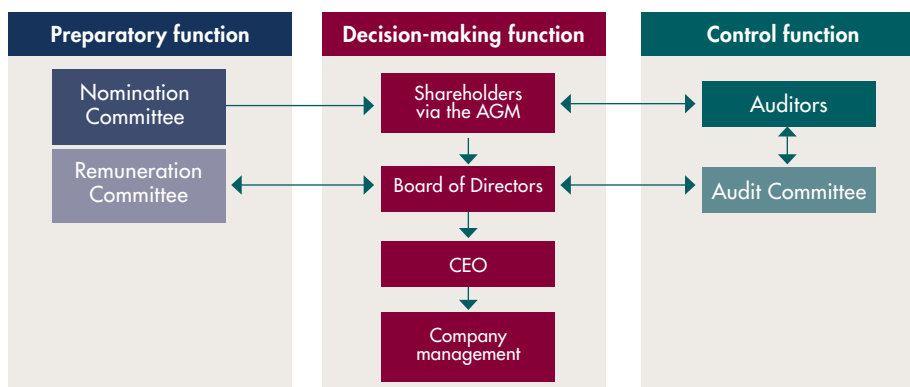 Preparatory function
Nomination
Committee
Remuneration
Committee
Decision-making function
Shareholders
via the AGM
Board of Directors
CEO
Company
management
Control function
Auditors
Audit Committee